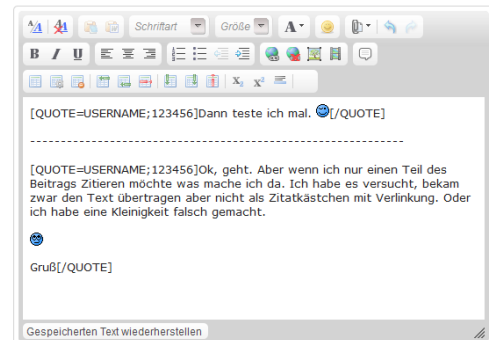 Schriftart Größe A
B I U
X₂ X²
[QUOTE=USERNAME;123456]Dann teste ich mal. [/QUOTE]
--------------------------------------------------------------
[QUOTE=USERNAME;123456]Ok, geht. Aber wenn ich nur einen Teil des
Beitrags Zitieren möchte was mache ich da. Ich habe es versucht, bekam
zwar den Text übertragen aber nicht als Zitatkästchen mit Verlinkung. Oder
ich habe eine Kleinigkeit falsch gemacht.
Gruß[/QUOTE]
Gespeicherten Text wiederherstellen